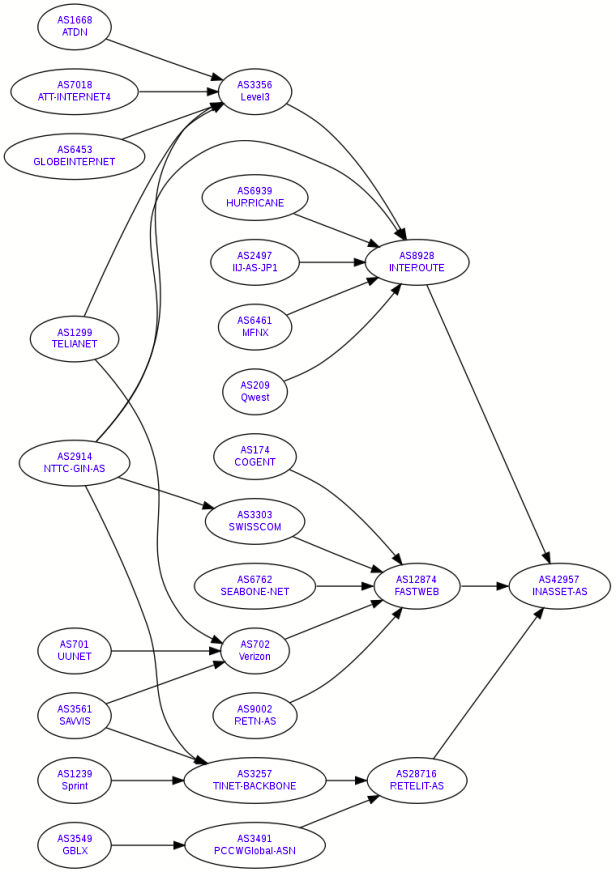 AS1668
ATDN
AS7018
ATT-INTERNET4
AS3356
Level3
AS6453
GLOBEINTERNET
AS6939
HURRICANE
AS2497
IIJ-AS-JP1
AS8928
INTEROUTE
AS1299
TELIANET
AS6461
MFNX
AS209
Qwest
AS2914
NTTC-GIN-AS
AS174
COGENT
AS3303
SWISSCOM
AS6762
SEABONE-NET
AS12874
FASTWEB
AS42957
INASSET-AS
AS701
UUNET
AS702
Verizon
AS3561
SAVVIS
AS9002
RETN-AS
AS1239
Sprint
AS3257
TINET-BACKBONE
AS28716
RETELIT-AS
AS3549
GBLX
AS3491
PCCWGlobal-ASN